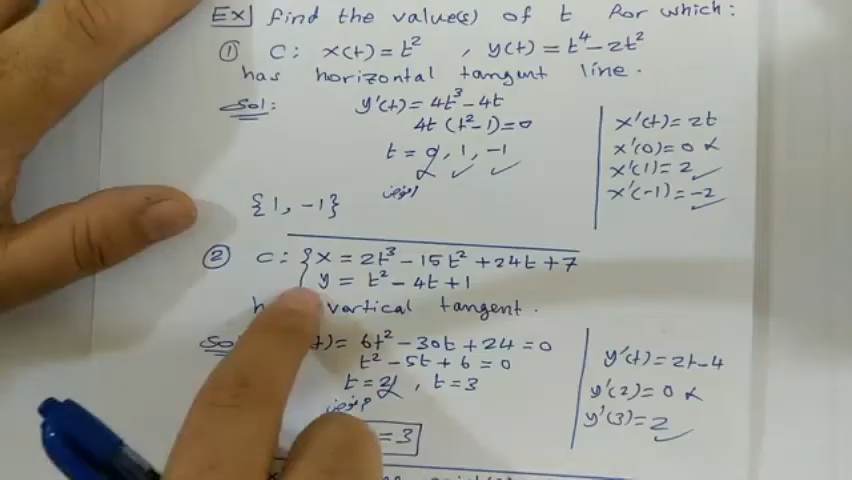 Ex] find the value(s) of t for which:
① C: x(t) = t² , y(t) = t⁴ - 2t²
has horizontal tangent line.
Sol: y'(t) = 4t³ - 4t
4t (t² - 1) = 0
t = 0, 1, -1
{1, -1}
x'(t) = 2t
x'(0) = 0 ×
x'(1) = 2 ✓
x'(-1) = -2 ✓
② C: { x = 2t³ - 15t² + 24t + 7
y = t² - 4t + 1
vertical tangent.
t) = 6t² - 30t + 24 = 0
t² - 5t + 6 = 0
t = 2, t = 3
= 3
y'(t) = 2t - 4
y'(2) = 0 ×
y'(3) = 2 ✓